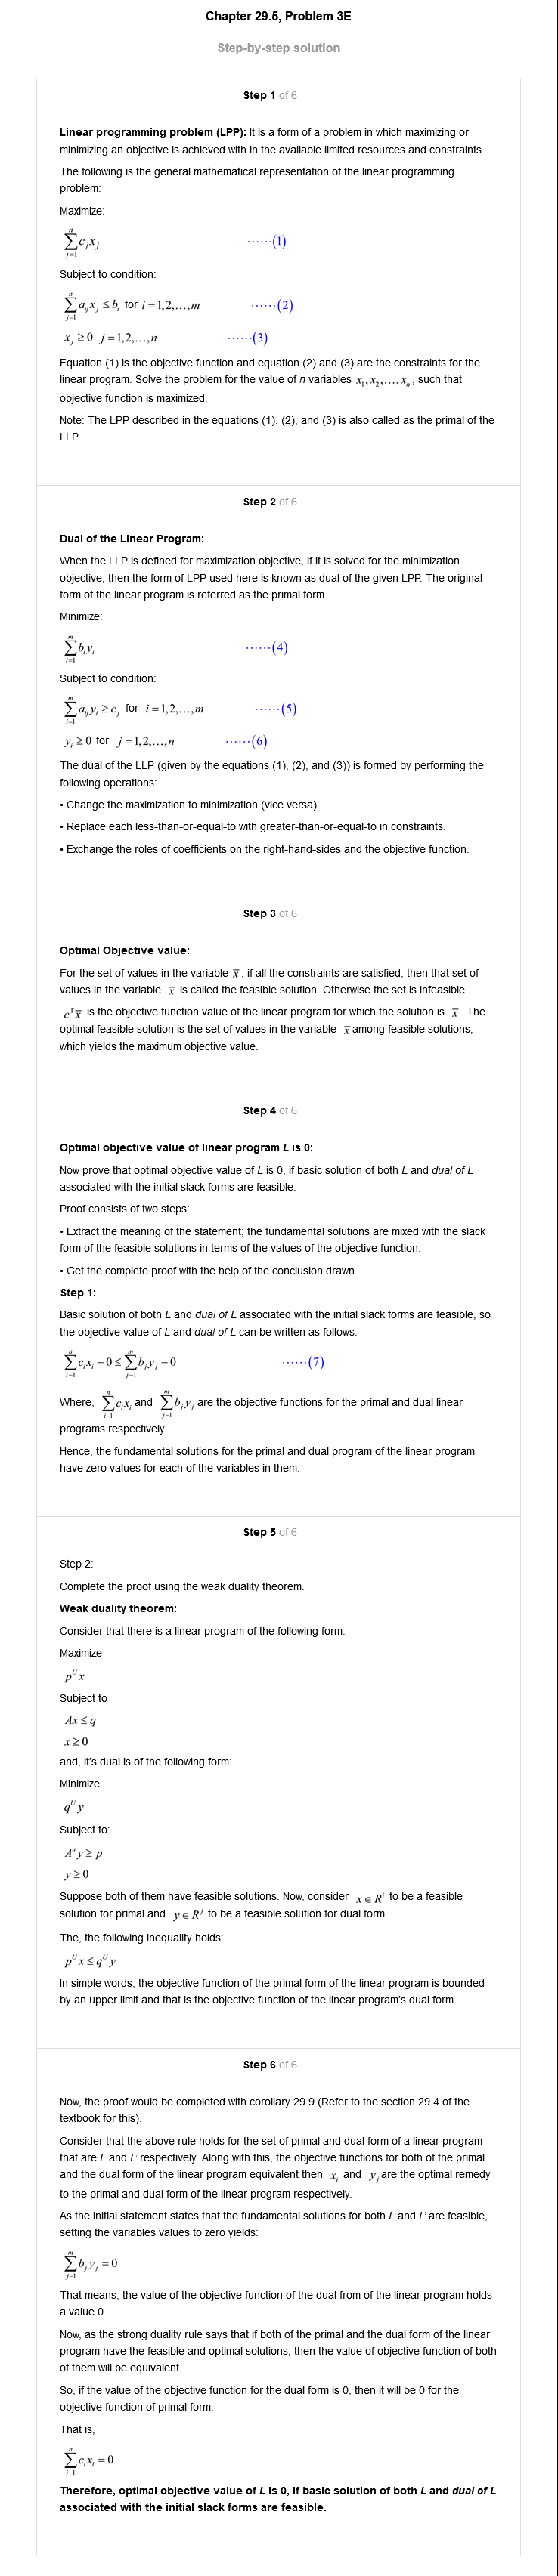 Chapter 29.5, Problem 3E
Step-by-step solution
Step 1 of 6
Linear programming problem (LPP): It is a form of a problem in which maximizing or
minimizing an objective is achieved with in the available limited resources and constraints.
The following is the general mathematical representation of the linear programming
problem:
Maximize:
∑_{j=1}^{n} c_j x_j ······(1)
Subject to condition:
∑_{j=1}^{n} a_{ij} x_j ≤ b_i for i = 1,2,…,m ······(2)
x_j ≥ 0 j = 1,2,…,n ······(3)
Equation (1) is the objective function and equation (2) and (3) are the constraints for the
linear program. Solve the problem for the value of n variables x_1, x_2,…, x_n, such that
objective function is maximized.
Note: The LPP described in the equations (1), (2), and (3) is also called as the primal of the
LLP.
Step 2 of 6
Dual of the Linear Program:
When the LLP is defined for maximization objective, if it is solved for the minimization
objective, then the form of LPP used here is known as dual of the given LPP. The original
form of the linear program is referred as the primal form.
Minimize:
∑_{i=1}^{m} b_i y_i ······(4)
Subject to condition:
∑_{i=1}^{m} a_{ij} y_i ≥ c_j for i = 1,2,…,m ······(5)
y_i ≥ 0 for j = 1,2,…,n ······(6)
The dual of the LLP (given by the equations (1), (2), and (3)) is formed by performing the
following operations:
• Change the maximization to minimization (vice versa).
• Replace each less-than-or-equal-to with greater-than-or-equal-to in constraints.
• Exchange the roles of coefficients on the right-hand-sides and the objective function.
Step 3 of 6
Optimal Objective value:
For the set of values in the variable x̄, if all the constraints are satisfied, then that set of
values in the variable x̄ is called the feasible solution. Otherwise the set is infeasible.
c^T x̄ is the objective function value of the linear program for which the solution is x̄. The
optimal feasible solution is the set of values in the variable x̄ among feasible solutions,
which yields the maximum objective value.
Step 4 of 6
Optimal objective value of linear program L is 0:
Now prove that optimal objective value of L is 0, if basic solution of both L and dual of L
associated with the initial slack forms are feasible.
Proof consists of two steps:
• Extract the meaning of the statement; the fundamental solutions are mixed with the slack
form of the feasible solutions in terms of the values of the objective function.
• Get the complete proof with the help of the conclusion drawn.
Step 1:
Basic solution of both L and dual of L associated with the initial slack forms are feasible, so
the objective value of L and dual of L can be written as follows:
∑_{i–1}^{n} c_i x_i – 0 ≤ ∑_{j–1}^{m} b_j y_j – 0 ······(7)
Where, ∑_{i–1}^{n} c_i x_i and ∑_{j–1}^{m} b_j y_j are the objective functions for the primal and dual linear
programs respectively.
Hence, the fundamental solutions for the primal and dual program of the linear program
have zero values for each of the variables in them.
Step 5 of 6
Step 2:
Complete the proof using the weak duality theorem.
Weak duality theorem:
Consider that there is a linear program of the following form:
Maximize
p^U x
Subject to
Ax ≤ q
x ≥ 0
and, it's dual is of the following form:
Minimize
q^U y
Subject to:
A^u y ≥ p
y ≥ 0
Suppose both of them have feasible solutions. Now, consider x ∈ R^i to be a feasible
solution for primal and y ∈ R^j to be a feasible solution for dual form.
The, the following inequality holds:
p^U x ≤ q^U y
In simple words, the objective function of the primal form of the linear program is bounded
by an upper limit and that is the objective function of the linear program's dual form.
Step 6 of 6
Now, the proof would be completed with corollary 29.9 (Refer to the section 29.4 of the
textbook for this).
Consider that the above rule holds for the set of primal and dual form of a linear program
that are L and L' respectively. Along with this, the objective functions for both of the primal
and the dual form of the linear program equivalent then x_i and y_j are the optimal remedy
to the primal and dual form of the linear program respectively.
As the initial statement states that the fundamental solutions for both L and L' are feasible,
setting the variables values to zero yields:
∑_{j–1}^{m} b_j y_j = 0
That means, the value of the objective function of the dual from of the linear program holds
a value 0.
Now, as the strong duality rule says that if both of the primal and the dual form of the linear
program have the feasible and optimal solutions, then the value of objective function of both
of them will be equivalent.
So, if the value of the objective function for the dual form is 0, then it will be 0 for the
objective function of primal form.
That is,
∑_{i–1}^{n} c_i x_i = 0
Therefore, optimal objective value of L is 0, if basic solution of both L and dual of L
associated with the initial slack forms are feasible.